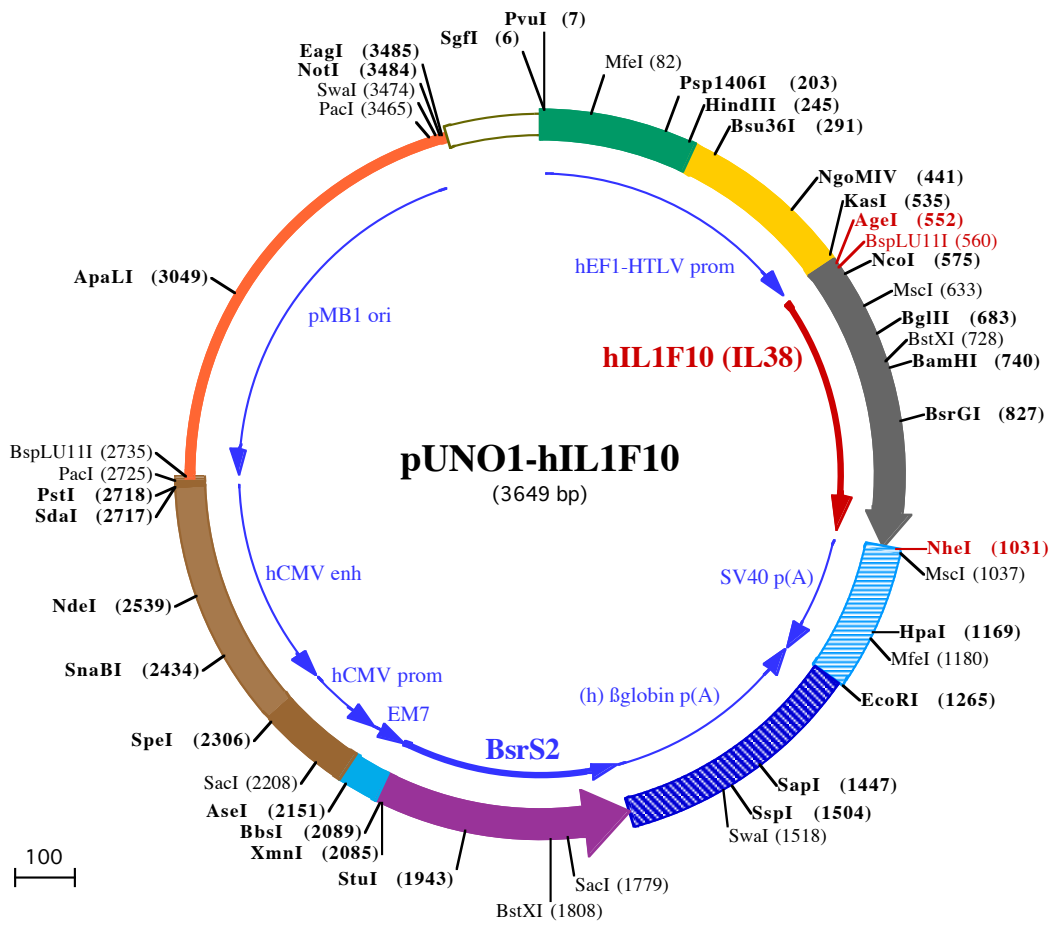 PvuI (7)
SgfI (6)
MfeI (82)
Psp1406I (203)
HindIII (245)
Bsu36I (291)
NgoMIV (441)
KasI (535)
AgeI (552)
BspLU11I (560)
NcoI (575)
MscI (633)
BglII (683)
BstXI (728)
BamHI (740)
BsrGI (827)
NheI (1031)
MscI (1037)
HpaI (1169)
MfeI (1180)
EcoRI (1265)
SapI (1447)
SspI (1504)
SwaI (1518)
SacI (1779)
BstXI (1808)
StuI (1943)
XmnI (2085)
BbsI (2089)
AseI (2151)
SacI (2208)
SpeI (2306)
SnaBI (2434)
NdeI (2539)
SdaI (2717)
PstI (2718)
PacI (2725)
BspLU11I (2735)
ApaLI (3049)
PacI (3465)
SwaI (3474)
NotI (3484)
EagI (3485)
hEF1-HTLV prom
hIL1F10 (IL38)
SV40 p(A)
(h) ßglobin p(A)
BsrS2
EM7
hCMV prom
hCMV enh
pMB1 ori
pUNO1-hIL1F10
(3649 bp)
100